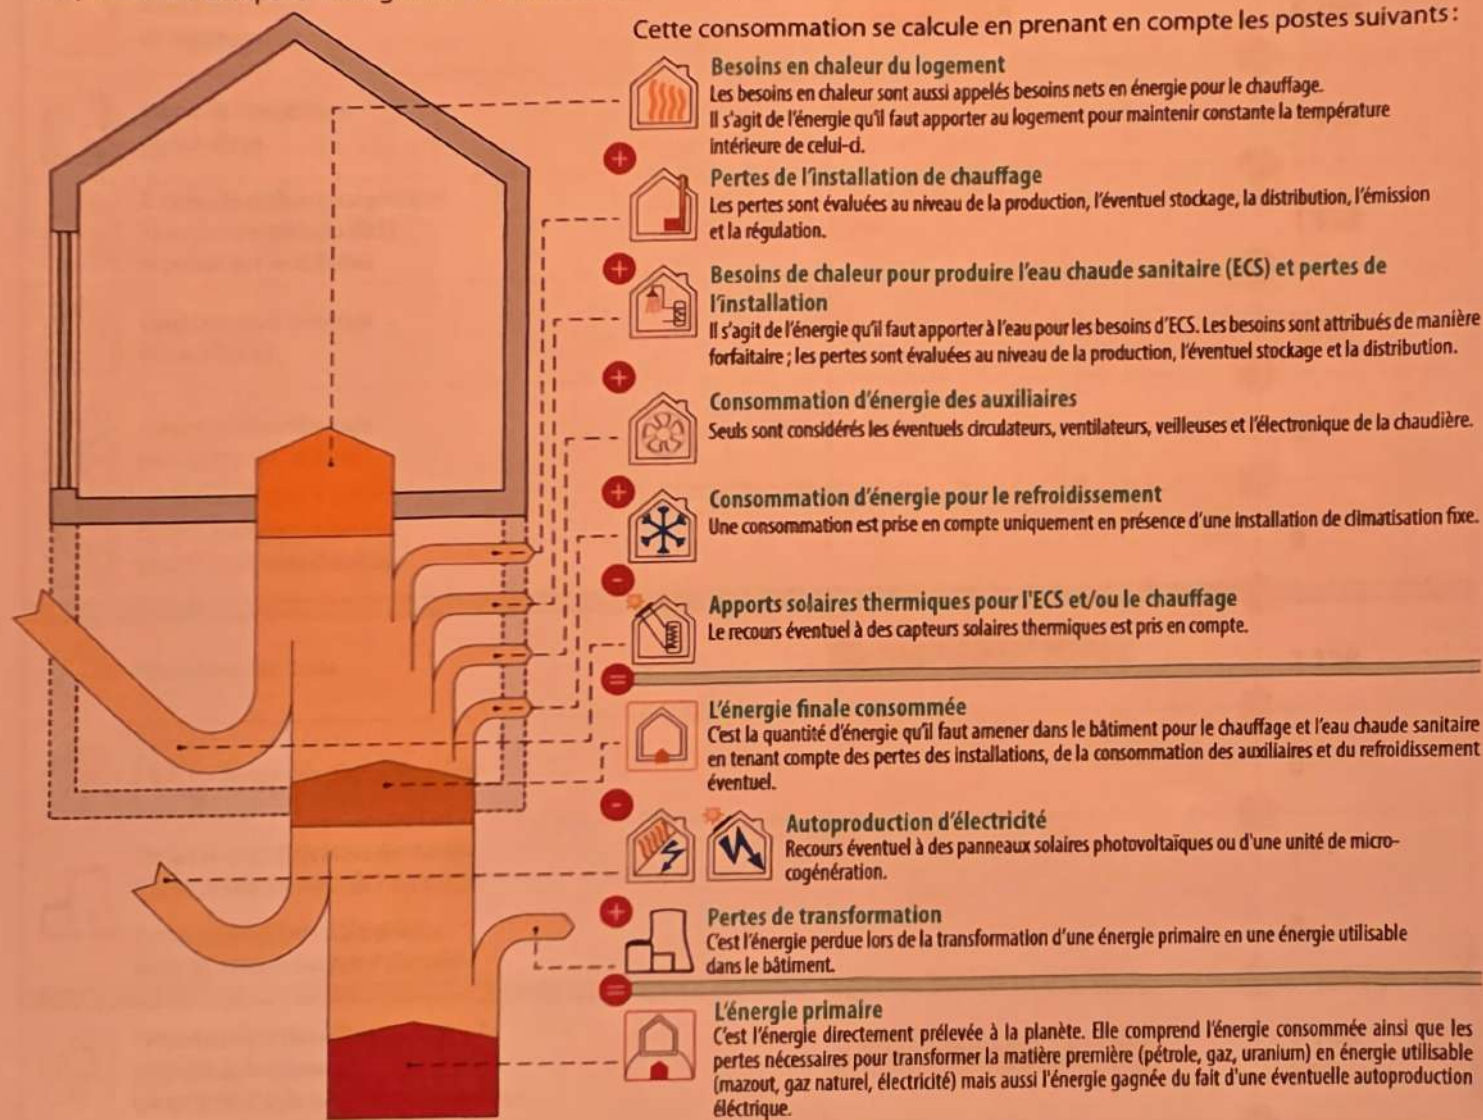 Cette consommation se calcule en prenant en compte les postes suivants :
Besoins en chaleur du logement
Les besoins en chaleur sont aussi appelés besoins nets en énergie pour le chauffage.
Il s'agit de l'énergie qu'il faut apporter au logement pour maintenir constante la température
intérieure de celui-ci.
+
Pertes de l'installation de chauffage
Les pertes sont évaluées au niveau de la production, l'éventuel stockage, la distribution, l'émission
et la régulation.
+
Besoins de chaleur pour produire l'eau chaude sanitaire (ECS) et pertes de
l'installation
Il s'agit de l'énergie qu'il faut apporter à l'eau pour les besoins d'ECS. Les besoins sont attribués de manière
forfaitaire ; les pertes sont évaluées au niveau de la production, l'éventuel stockage et la distribution.
+
Consommation d'énergie des auxiliaires
Seuls sont considérés les éventuels circulateurs, ventilateurs, veilleuses et l'électronique de la chaudière.
+
Consommation d'énergie pour le refroidissement
Une consommation est prise en compte uniquement en présence d'une installation de climatisation fixe.
-
Apports solaires thermiques pour l'ECS et/ou le chauffage
Le recours éventuel à des capteurs solaires thermiques est pris en compte.
=
L'énergie finale consommée
C'est la quantité d'énergie qu'il faut amener dans le bâtiment pour le chauffage et l'eau chaude sanitaire
en tenant compte des pertes des installations, de la consommation des auxiliaires et du refroidissement
éventuel.
-
Autoproduction d'électricité
Recours éventuel à des panneaux solaires photovoltaïques ou d'une unité de micro-
cogénération.
+
Pertes de transformation
C'est l'énergie perdue lors de la transformation d'une énergie primaire en une énergie utilisable
dans le bâtiment.
=
L'énergie primaire
C'est l'énergie directement prélevée à la planète. Elle comprend l'énergie consommée ainsi que les
pertes nécessaires pour transformer la matière première (pétrole, gaz, uranium) en énergie utilisable
(mazout, gaz naturel, électricité) mais aussi l'énergie gagnée du fait d'une éventuelle autoproduction
éléctrique.